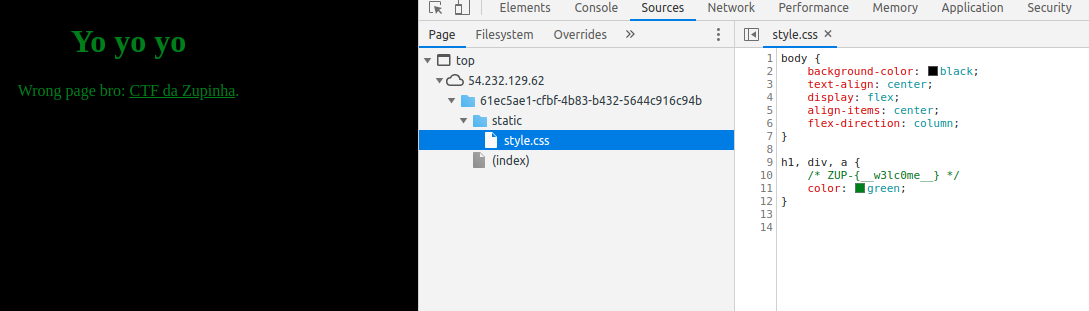 Yo yo yo
Wrong page bro: CTF da Zupinha.
Elements Console Sources Network Performance Memory Application Security
Page Filesystem Overrides »
style.css ×
top
54.232.129.62
61ec5ae1-cfbf-4b83-b432-5644c916c94b
static
style.css
(index)
1 body {
2 background-color: black;
3 text-align: center;
4 display: flex;
5 align-items: center;
6 flex-direction: column;
7 }
8
9 h1, div, a {
10 /* ZUP-{__w3lc0me__} */
11 color: green;
12 }
13
14